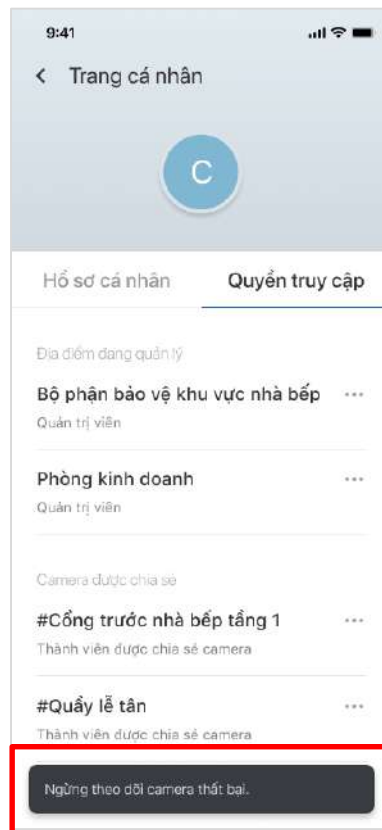 9:41
Trang cá nhân
C
Hồ sơ cá nhân
Quyền truy cập
Địa điểm đang quản lý
Bộ phận bảo vệ khu vực nhà bếp
Quản trị viên
Phòng kinh doanh
Quản trị viên
Camera được chia sẻ
#Cổng trước nhà bếp tầng 1
Thành viên được chia sẻ camera
#Quầy lễ tân
Thành viên được chia sẻ camera
Ngừng theo dõi camera thất bại.